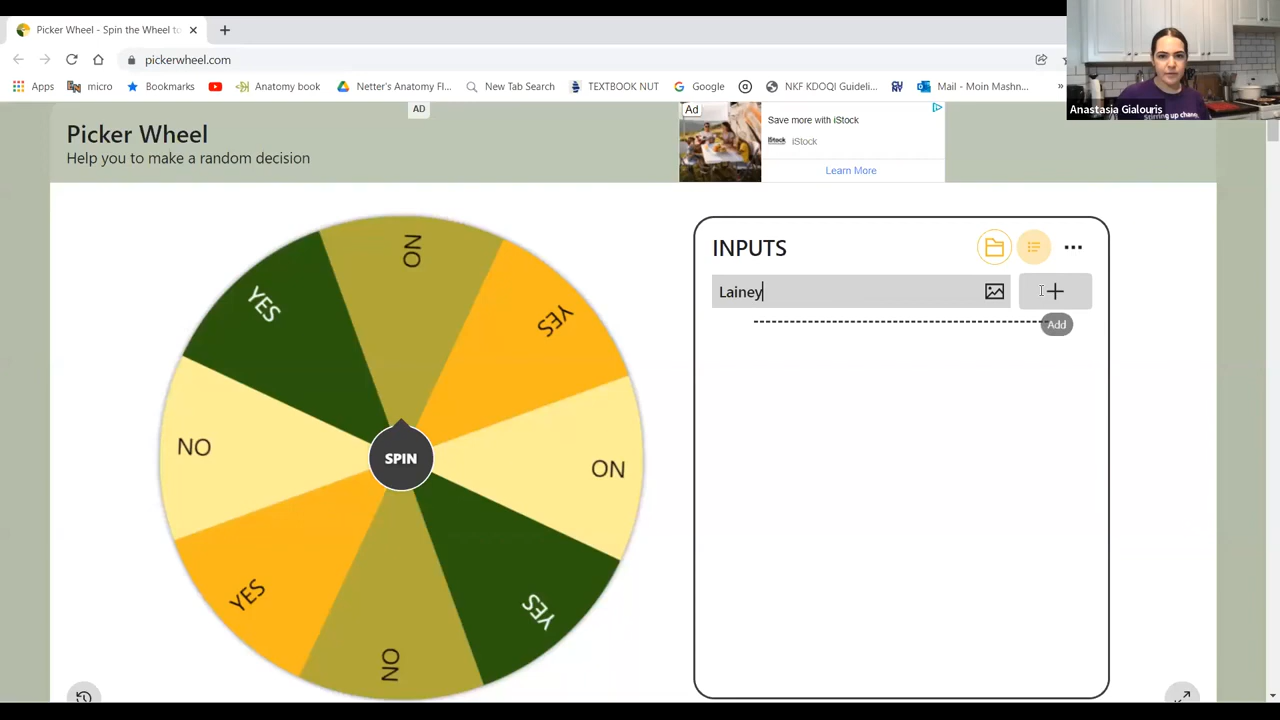 Picker Wheel - Spin the Wheel to
pickerwheel.com
Apps
micro
Bookmarks
Anatomy book
Netter's Anatomy Fl...
New Tab Search
TEXTBOOK NUT
Google
NKF KDOQI Guideli...
Mail - Moin Mashn...
»
Anastasia Gialouris
AD
Picker Wheel
Help you to make a random decision
Ad
Save more with iStock
iStock
iStock
Learn More
INPUTS
Lainey
Add
NO
YES
YES
NO
NO
SPIN
YES
YES
NO